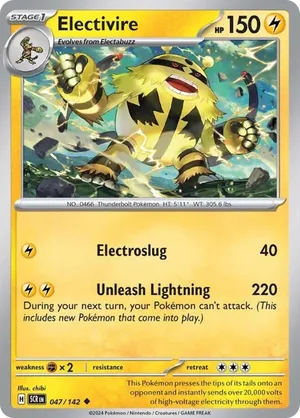 STAGE 1
Electivire
HP 150
Evolves from Electabuzz
NO. 0466 Thunderbolt Pokémon HT: 5'11" WT: 305.6 lbs.
Electroslug 40
Unleash Lightning 220
During your next turn, your Pokémon can't attack. (This
includes new Pokémon that come into play.)
weakness × 2 resistance retreat
Illus. chibi
H SCR EN 047/142
This Pokémon presses the tips of its tails onto an
opponent and instantly sends over 20,000 volts
of high-voltage electricity through them.
©2024 Pokémon / Nintendo / Creatures / GAME FREAK